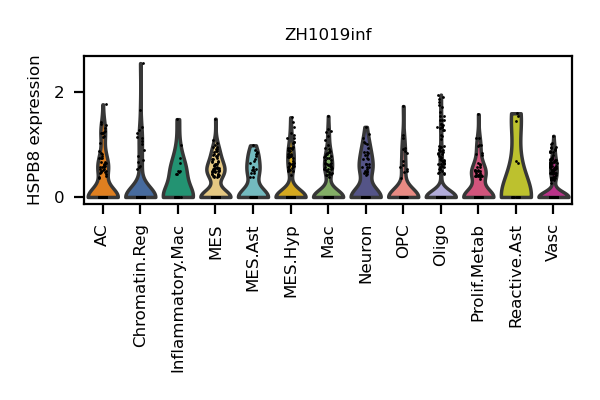 ZH1019inf
HSPB8 expression
2
0
AC
Chromatin.Reg
Inflammatory.Mac
MES
MES.Ast
MES.Hyp
Mac
Neuron
OPC
Oligo
Prolif.Metab
Reactive.Ast
Vasc